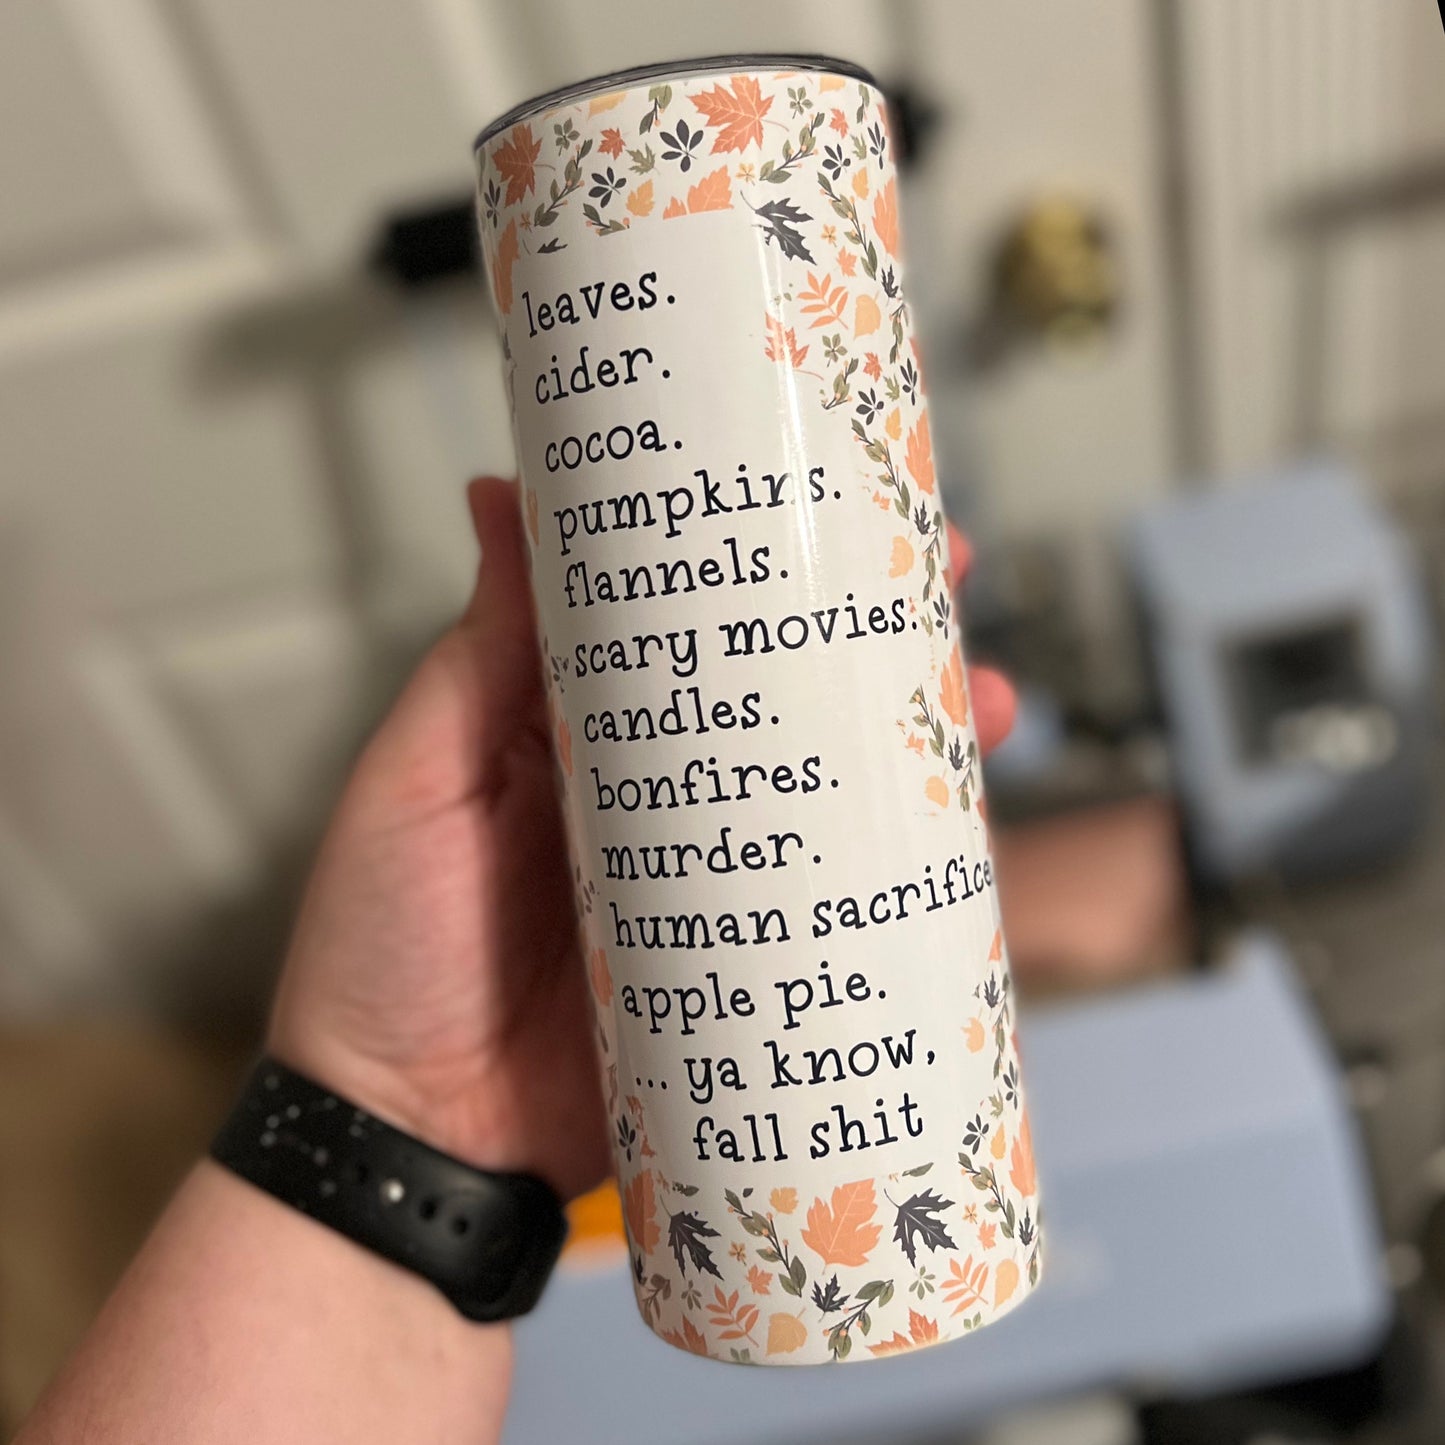 leaves.
cider.
cocoa.
pumpkins.
flannels.
scary movies.
candles.
bonfires.
murder.
human sacrifice
apple pie.
... ya know,
fall shit